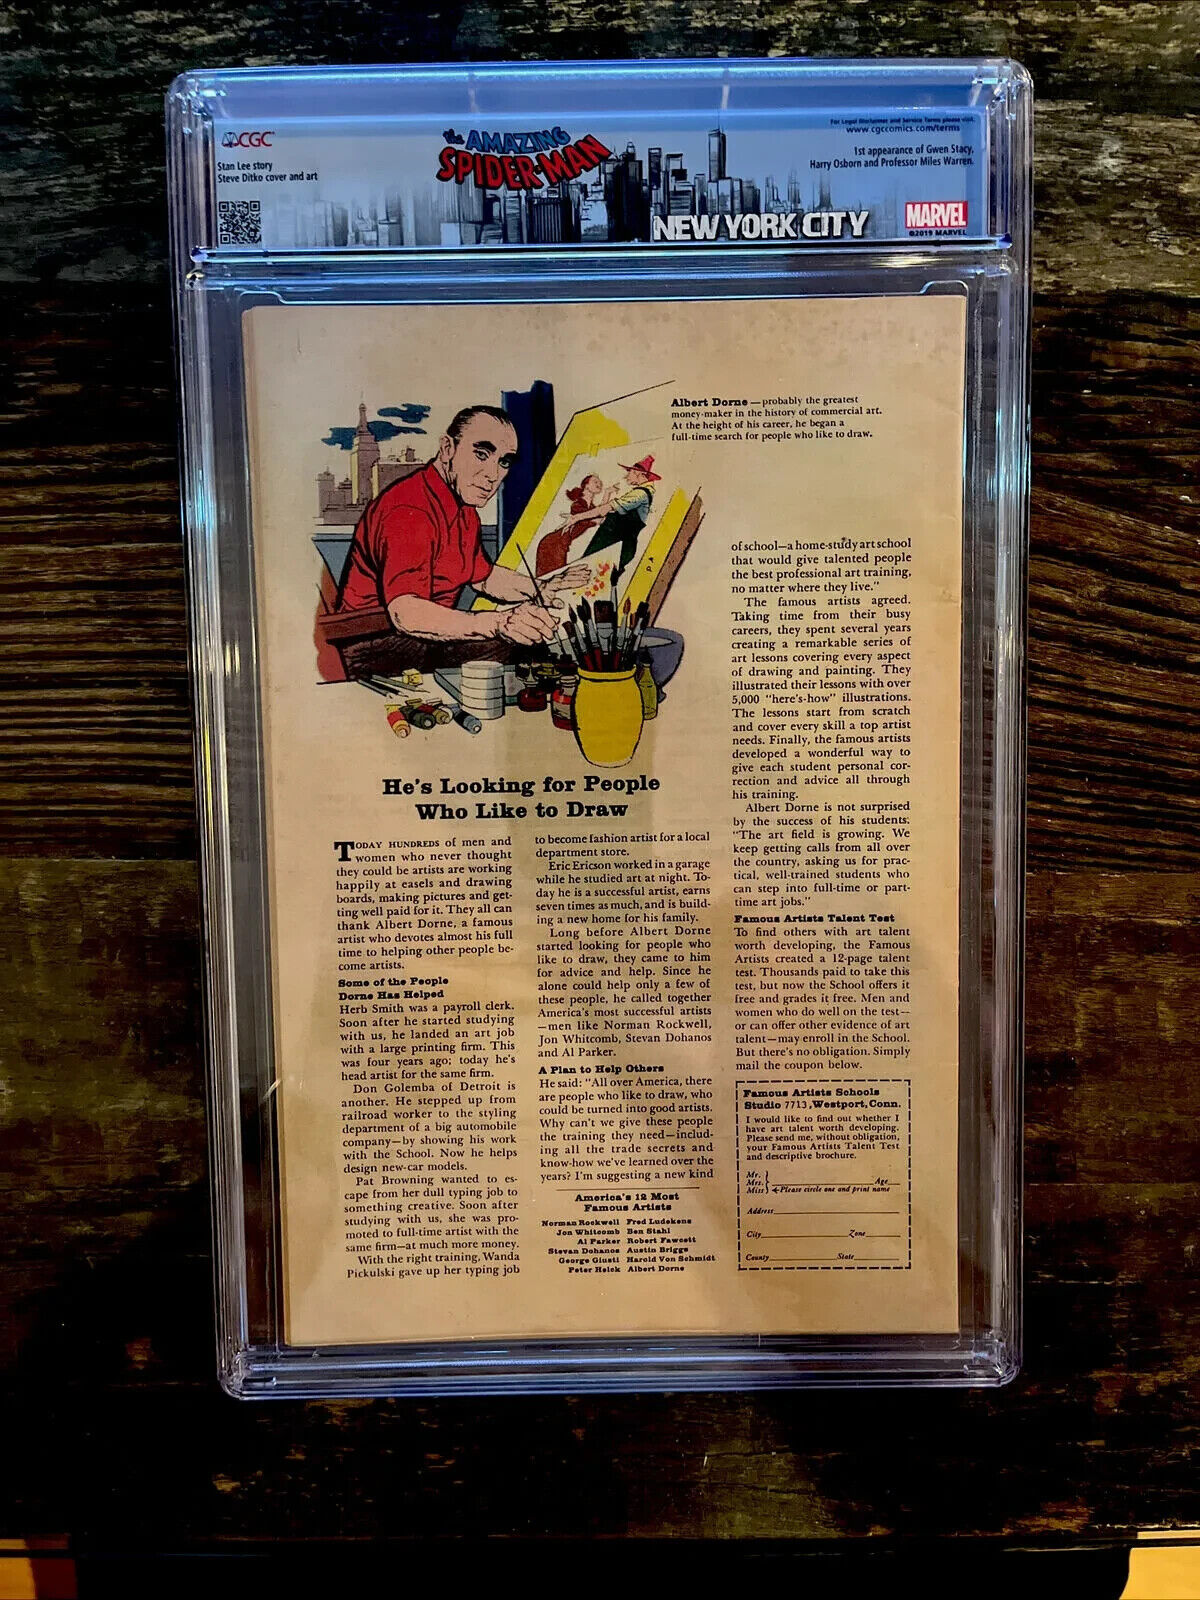 CGC
Stan Lee story
Steve Ditko cover and art
the AMAZING
SPIDER-MAN
For Legal Disclaimer and Service Terms please visit:
www.cgccomics.com/terms
1st appearance of Gwen Stacy,
Harry Osborn and Professor Miles Warren.
NEW YORK CITY
MARVEL
©2019 MARVEL
Albert Dorne — probably the greatest
money-maker in the history of commercial art.
At the height of his career, he began a
full-time search for people who like to draw.
He's Looking for People
Who Like to Draw
TODAY HUNDREDS of men and
women who never thought
they could be artists are working
happily at easels and drawing
boards, making pictures and get-
ting well paid for it. They all can
thank Albert Dorne, a famous
artist who devotes almost his full
time to helping other people be-
come artists.
Some of the People
Dorne Has Helped
Herb Smith was a payroll clerk.
Soon after he started studying
with us, he landed an art job
with a large printing firm. This
was four years ago; today he's
head artist for the same firm.
Don Golemba of Detroit is
another. He stepped up from
railroad worker to the styling
department of a big automobile
company—by showing his work
with the School. Now he helps
design new-car models.
Pat Browning wanted to es-
cape from her dull typing job to
something creative. Soon after
studying with us, she was pro-
moted to full-time artist with the
same firm—at much more money.
With the right training, Wanda
Pickulski gave up her typing job
to become fashion artist for a local
department store.
Eric Ericson worked in a garage
while he studied art at night. To-
day he is a successful artist, earns
seven times as much, and is build-
ing a new home for his family.
Long before Albert Dorne
started looking for people who
like to draw, they came to him
for advice and help. Since he
alone could help only a few of
these people, he called together
America's most successful artists
—men like Norman Rockwell,
Jon Whitcomb, Stevan Dohanos
and Al Parker.
A Plan to Help Others
He said: "All over America, there
are people who like to draw, who
could be turned into good artists.
Why can't we give these people
the training they need—includ-
ing all the trade secrets and
know-how we've learned over the
years? I'm suggesting a new kind
America's 12 Most
Famous Artists
Norman Rockwell Fred Ludekens
Jon Whitcomb Ben Stahl
Al Parker Robert Fawcett
Stevan Dohanos Austin Briggs
George Giusti Harold Von Schmidt
Peter Helck Albert Dorne
of school—a home-study art school
that would give talented people
the best professional art training,
no matter where they live."
The famous artists agreed.
Taking time from their busy
careers, they spent several years
creating a remarkable series of
art lessons covering every aspect
of drawing and painting. They
illustrated their lessons with over
5,000 "here's-how" illustrations.
The lessons start from scratch
and cover every skill a top artist
needs. Finally, the famous artists
developed a wonderful way to
give each student personal cor-
rection and advice all through
his training.
Albert Dorne is not surprised
by the success of his students:
"The art field is growing. We
keep getting calls from all over
the country, asking us for prac-
tical, well-trained students who
can step into full-time or part-
time art jobs."
Famous Artists Talent Test
To find others with art talent
worth developing, the Famous
Artists created a 12-page talent
test. Thousands paid to take this
test, but now the School offers it
free and grades it free. Men and
women who do well on the test—
or can offer other evidence of art
talent—may enroll in the School.
But there's no obligation. Simply
mail the coupon below.
Famous Artists Schools
Studio 7713, Westport, Conn.
I would like to find out whether I
have art talent worth developing.
Please send me, without obligation,
your Famous Artists Talent Test
and descriptive brochure.
Mr.
Mrs. Age
Miss Please circle one and print name
Address
City Zone
County State